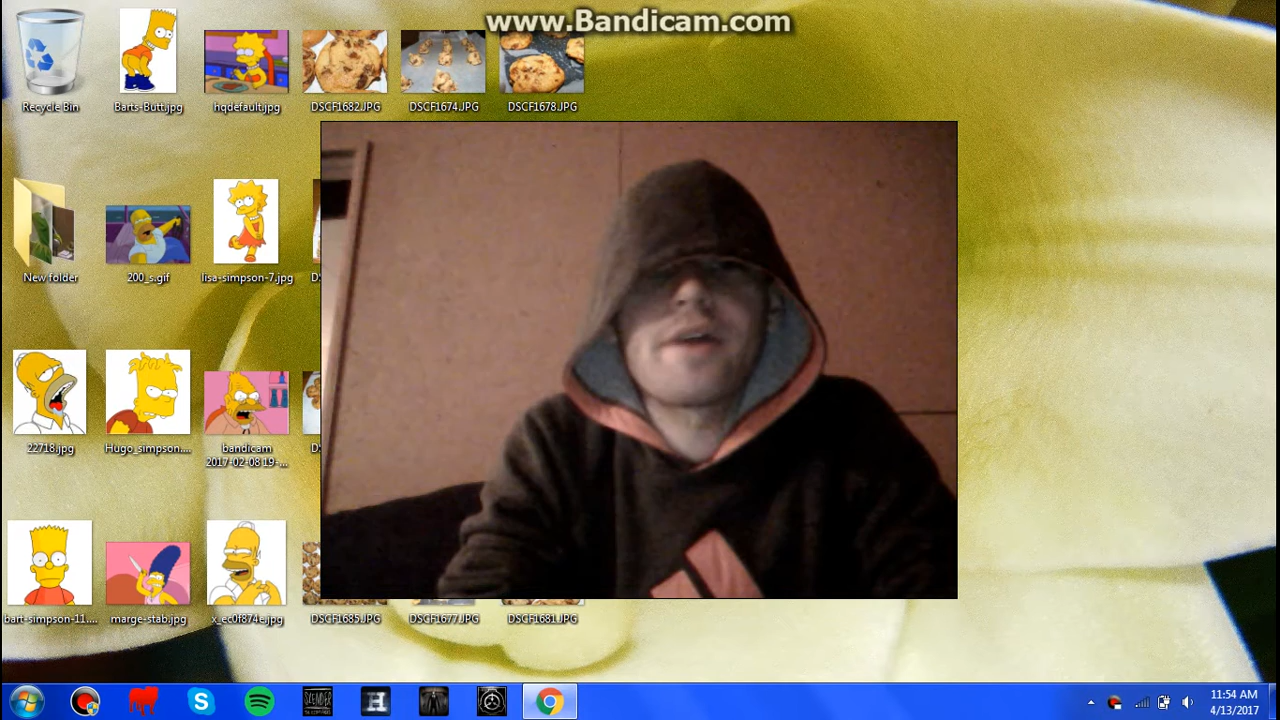 www.Bandicam.com
Recycle Bin
Barts-Butt.jpg
hqdefault.jpg
DSCF1682.JPG
DSCF1674.JPG
DSCF1678.JPG
New folder
200_s.gif
lisa-simpson-7.jpg
22718.jpg
Hugo_simpson....
bandicam
2017-02-08 19-...
bart-simpson-11....
marge-stab.jpg
x_ec0f874e.jpg
DSCF1685.JPG
DSCF1677.JPG
DSCF1681.JPG
SLENDER
H
11:54 AM
4/13/2017